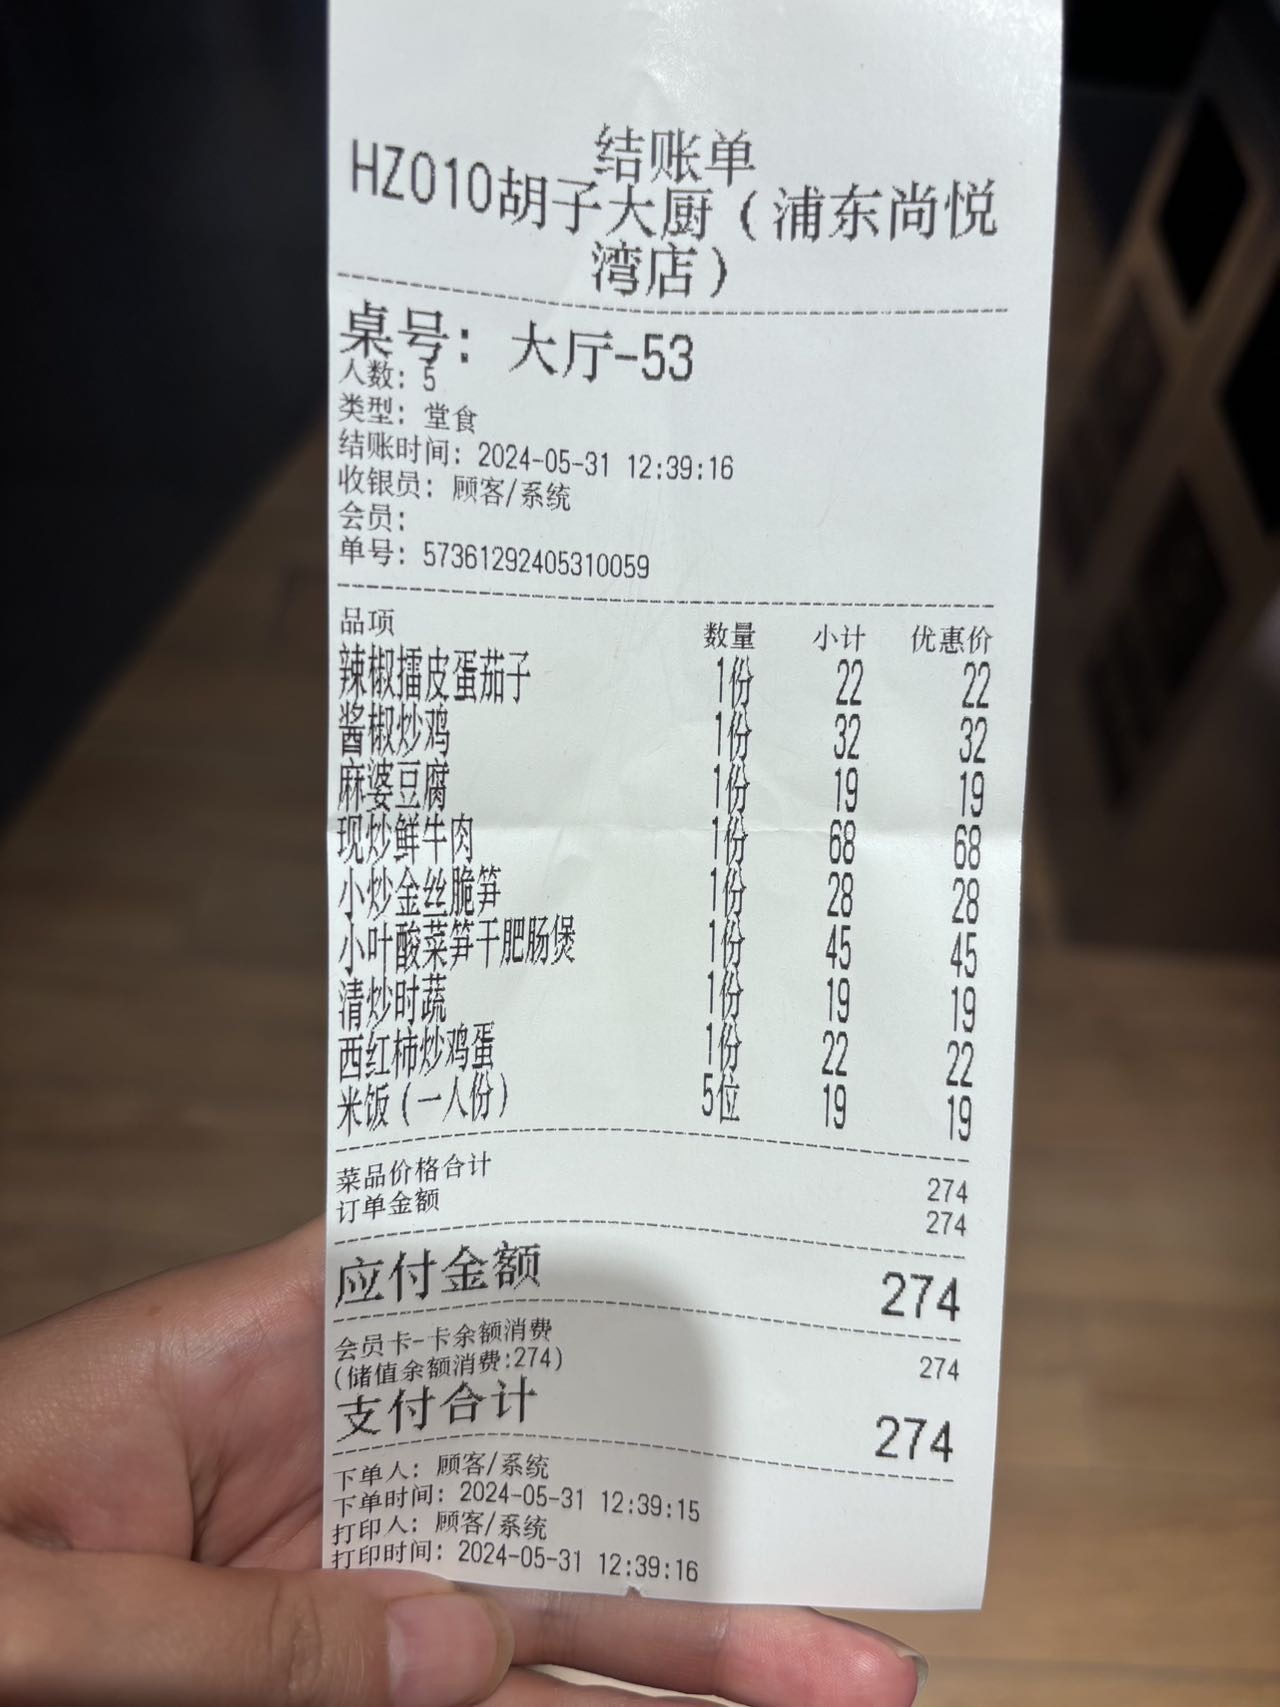 结账单
HZ010胡子大厨（浦东尚悦
湾店）
桌号：大厅-53
人数：5
类型：堂食
结账时间：2024-05-31 12:39:16
收银员：顾客/系统
会员：
单号：57361292405310059
品项 数量 小计 优惠价
辣椒擂皮蛋茄子 1份 22 22
酱椒炒鸡 1份 32 32
麻婆豆腐 1份 19 19
现炒鲜牛肉 1份 68 68
小炒金丝脆笋 1份 28 28
小叶酸菜笋干肥肠煲 1份 45 45
清炒时蔬 1份 19 19
西红柿炒鸡蛋 1份 22 22
米饭（一人份） 5位 19 19
菜品价格合计 274
订单金额 274
应付金额 274
会员卡-卡余额消费 274
(储值余额消费:274)
支付合计 274
下单人：顾客/系统
下单时间：2024-05-31 12:39:15
打印人：顾客/系统
打印时间：2024-05-31 12:39:16